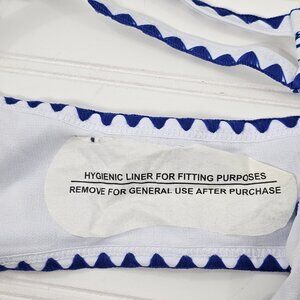 HYGIENIC LINER FOR FITTING PURPOSES
REMOVE FOR GENERAL USE AFTER PURCHASE